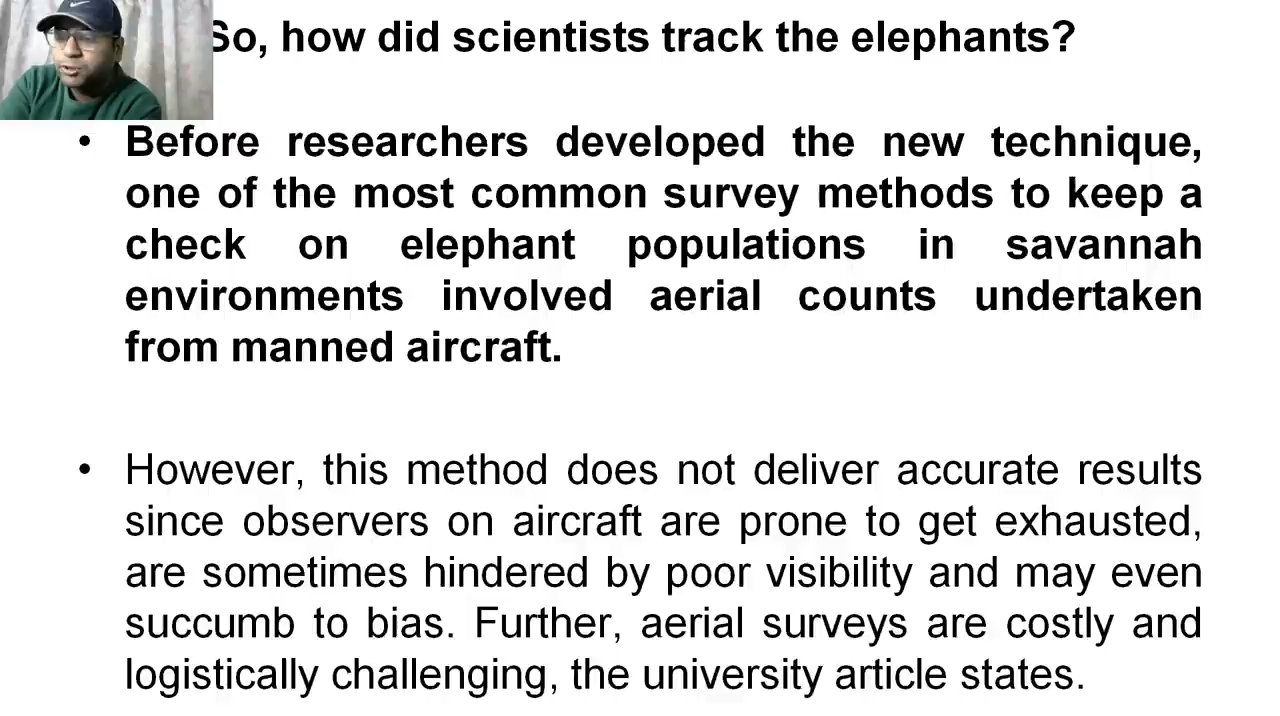 So, how did scientists track the elephants?
• Before researchers developed the new technique,
one of the most common survey methods to keep a
check on elephant populations in savannah
environments involved aerial counts undertaken
from manned aircraft.
• However, this method does not deliver accurate results
since observers on aircraft are prone to get exhausted,
are sometimes hindered by poor visibility and may even
succumb to bias. Further, aerial surveys are costly and
logistically challenging, the university article states.